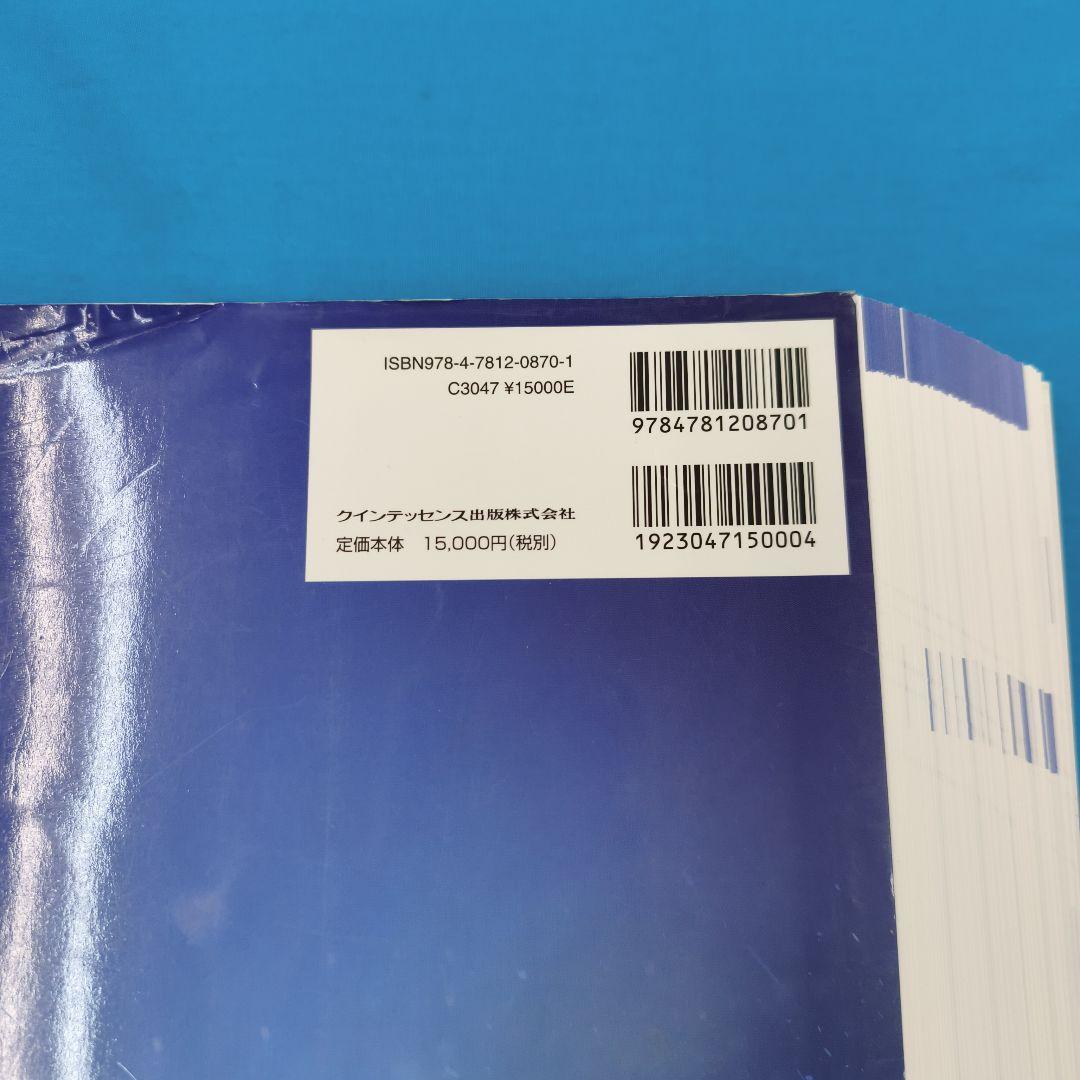 ISBN978-4-7812-0870-1
C3047 ¥15000E
9784781208701
クインテッセンス出版株式会社
定価本体 15,000円(税別)
1923047150004